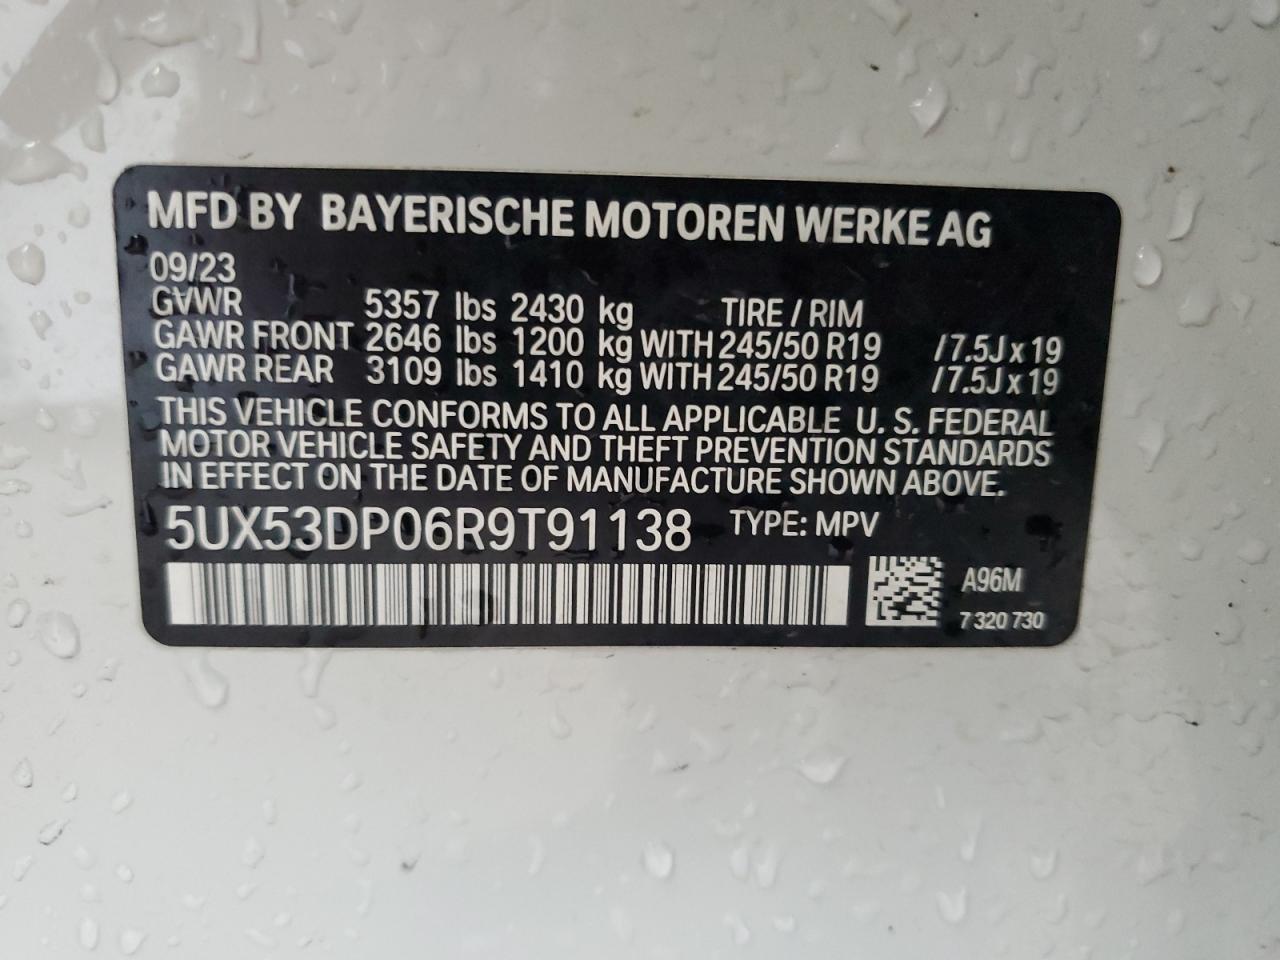 MFD BY BAYERISCHE MOTOREN WERKE AG
09/23
GVWR 5357 lbs 2430 kg TIRE / RIM
GAWR FRONT 2646 lbs 1200 kg WITH 245/50 R19 / 7.5J x 19
GAWR REAR 3109 lbs 1410 kg WITH 245/50 R19 / 7.5J x 19
THIS VEHICLE CONFORMS TO ALL APPLICABLE U. S. FEDERAL
MOTOR VEHICLE SAFETY AND THEFT PREVENTION STANDARDS
IN EFFECT ON THE DATE OF MANUFACTURE SHOWN ABOVE.
5UX53DP06R9T91138 TYPE: MPV
A96M
7 320 730